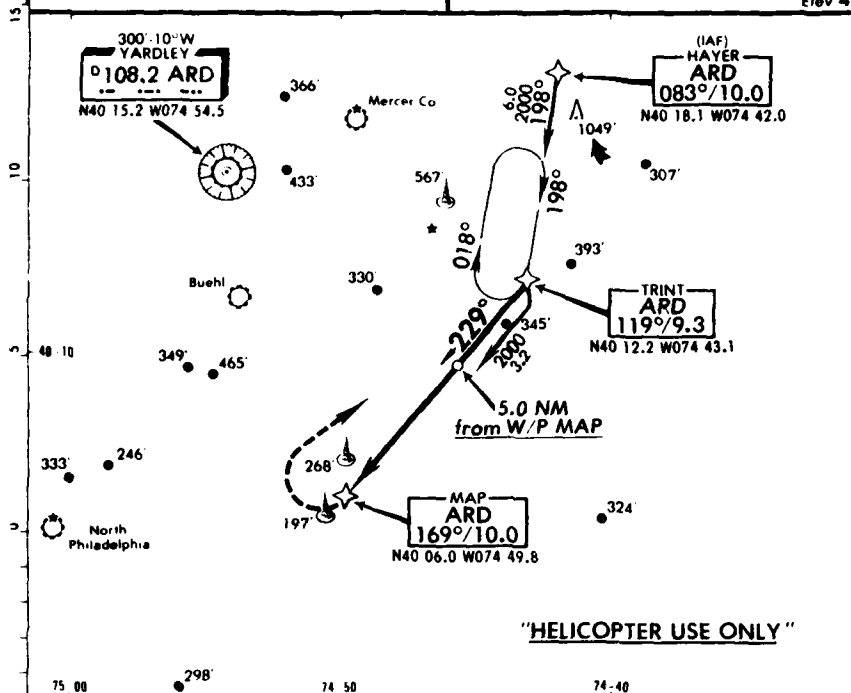 15
Elev 4
300'-10°W
YARDLEY
D108.2 ARD
N40 15.2 W074 54.5
366'
Mercer Co
433'
567'
(IAF)
HAYER
ARD
083°/10.0
N40 18.1 W074 42.0
6.0
2000
198°
1049'
307'
10
198°
018°
393'
330'
Buehl
TRINT
ARD
119°/9.3
N40 12.2 W074 43.1
229°
345'
2000
3.2
5
40 10
349'
465'
5.0 NM
from W/P MAP
333'
246'
268'
197'
MAP
ARD
169°/10.0
N40 06.0 W074 49.8
324'
0
North
Philadelphia
"HELICOPTER USE ONLY"
298'
75 00
74 50
74 40